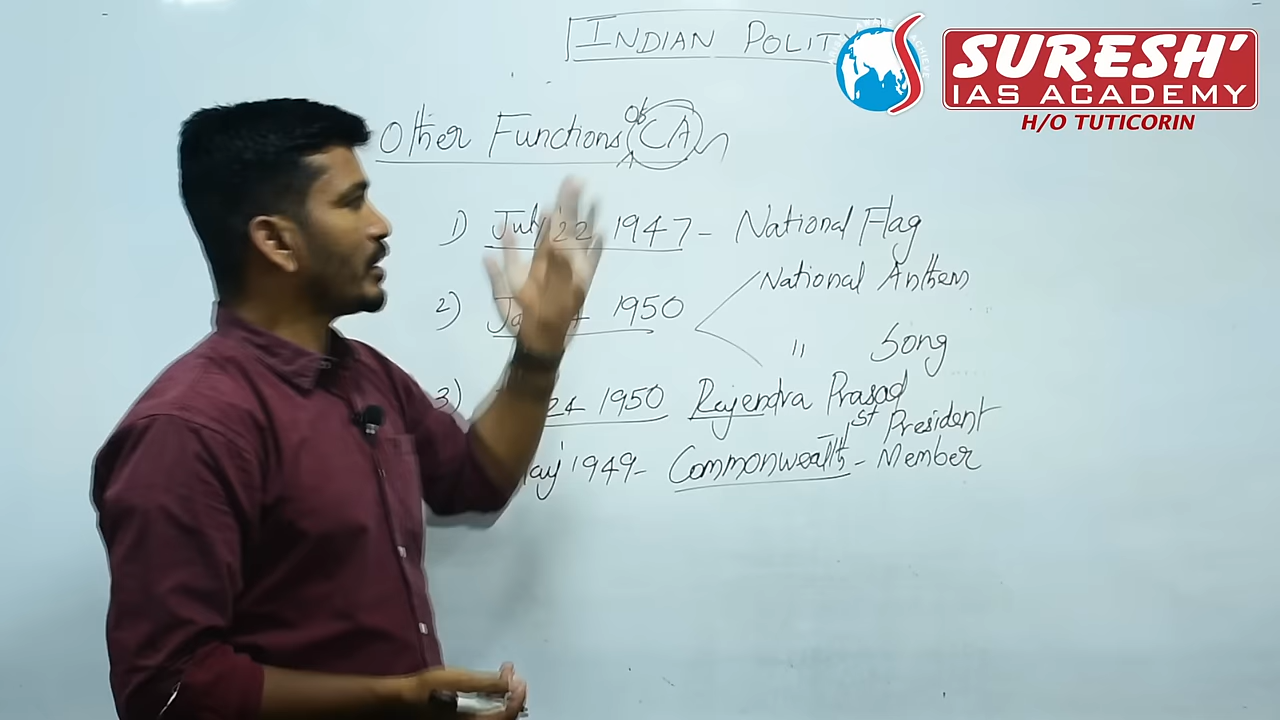 INDIAN POLITY
SURESH'
IAS ACADEMY
H/O TUTICORIN
Other Functions of CA
1) July 22 1947 - National Flag
2) 1950 National Anthem
" Song
3) 24 1950 Rajendra Prasad
1st President
May 1949 - Commonwealth - Member